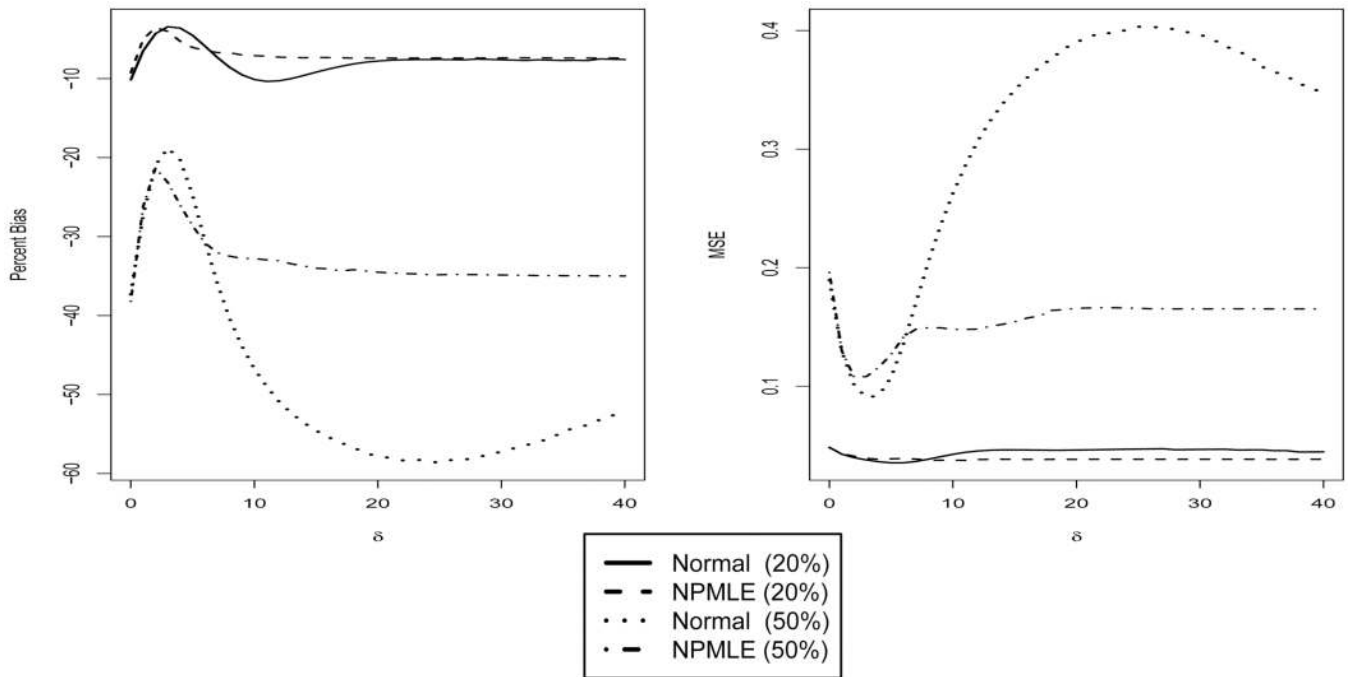 Percent Bias
-10
-20
-30
-40
-50
-60
0 10 20 30 40
δ
MSE
0.4
0.3
0.2
0.1
0 10 20 30 40
δ
Normal (20%)
NPMLE (20%)
Normal (50%)
NPMLE (50%)